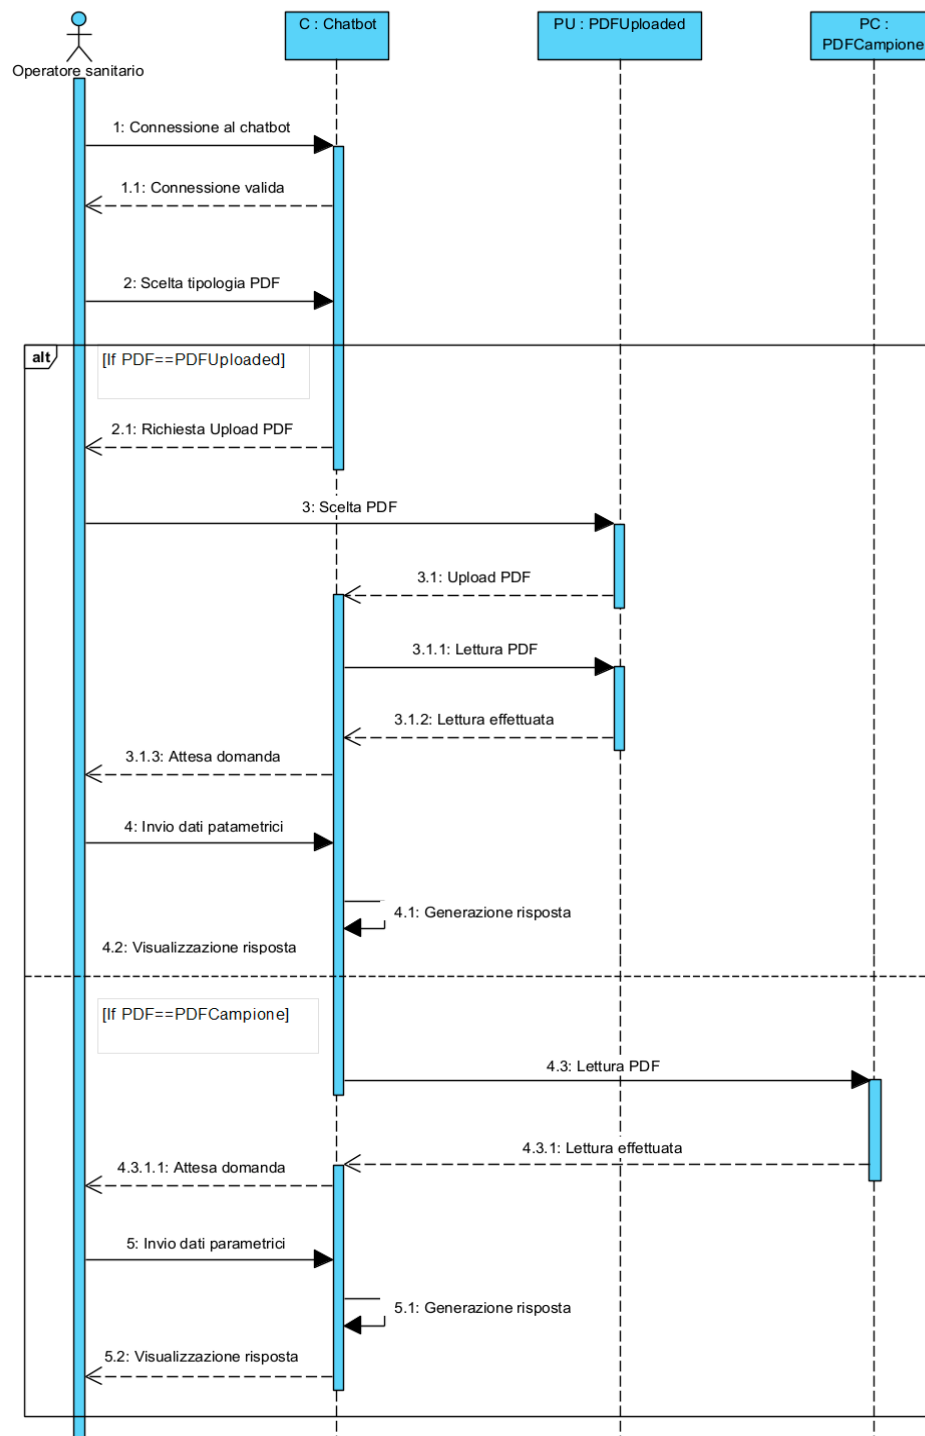 C : Chatbot
PU : PDFUploaded
PC :
PDFCampione
Operatore sanitario
1: Connessione al chatbot
1.1: Connessione valida
2: Scelta tipologia PDF
alt
[If PDF==PDFUploaded]
2.1: Richiesta Upload PDF
3: Scelta PDF
3.1: Upload PDF
3.1.1: Lettura PDF
3.1.2: Lettura effettuata
3.1.3: Attesa domanda
4: Invio dati patametrici
4.1: Generazione risposta
4.2: Visualizzazione risposta
[If PDF==PDFCampione]
4.3: Lettura PDF
4.3.1: Lettura effettuata
4.3.1.1: Attesa domanda
5: Invio dati parametrici
5.1: Generazione risposta
5.2: Visualizzazione risposta